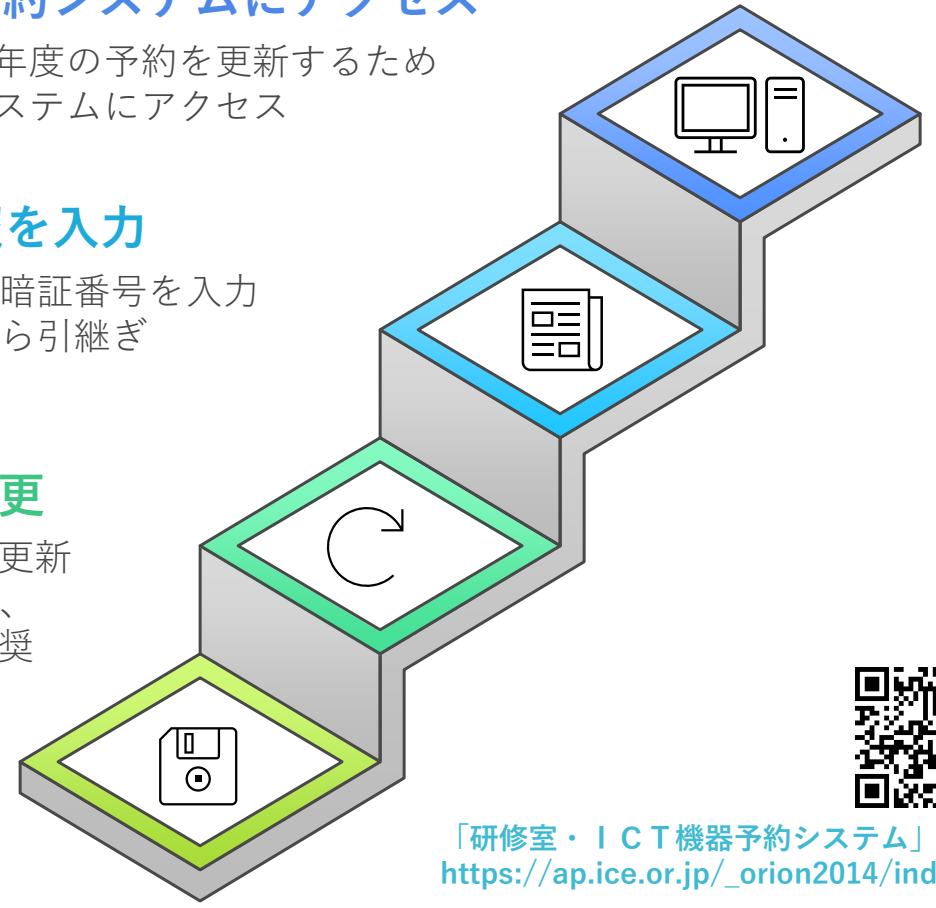 約システムにアクセス
年度の予約を更新するため
ステムにアクセス
を入力
暗証番号を入力
ら引継ぎ
更
更新
、
奨
「研修室・ＩＣＴ機器予約システム」
https://ap.ice.or.jp/_orion2014/ind